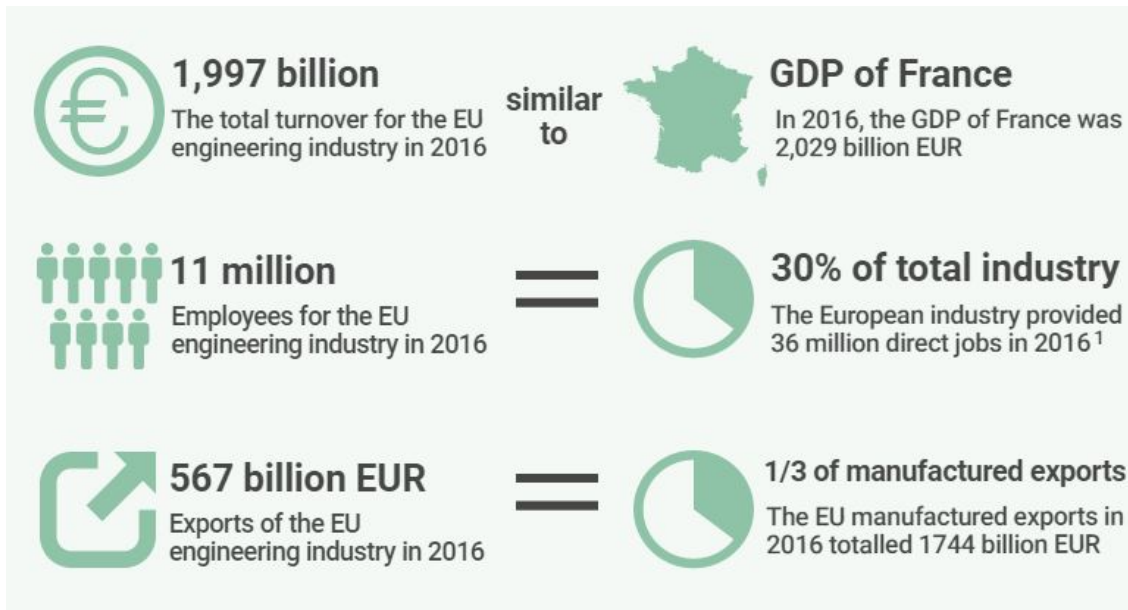 1,997 billion
The total turnover for the EU
engineering industry in 2016
similar
to
GDP of France
In 2016, the GDP of France was
2,029 billion EUR
11 million
Employees for the EU
engineering industry in 2016
30% of total industry
The European industry provided
36 million direct jobs in 2016¹
567 billion EUR
Exports of the EU
engineering industry in 2016
1/3 of manufactured exports
The EU manufactured exports in
2016 totalled 1744 billion EUR